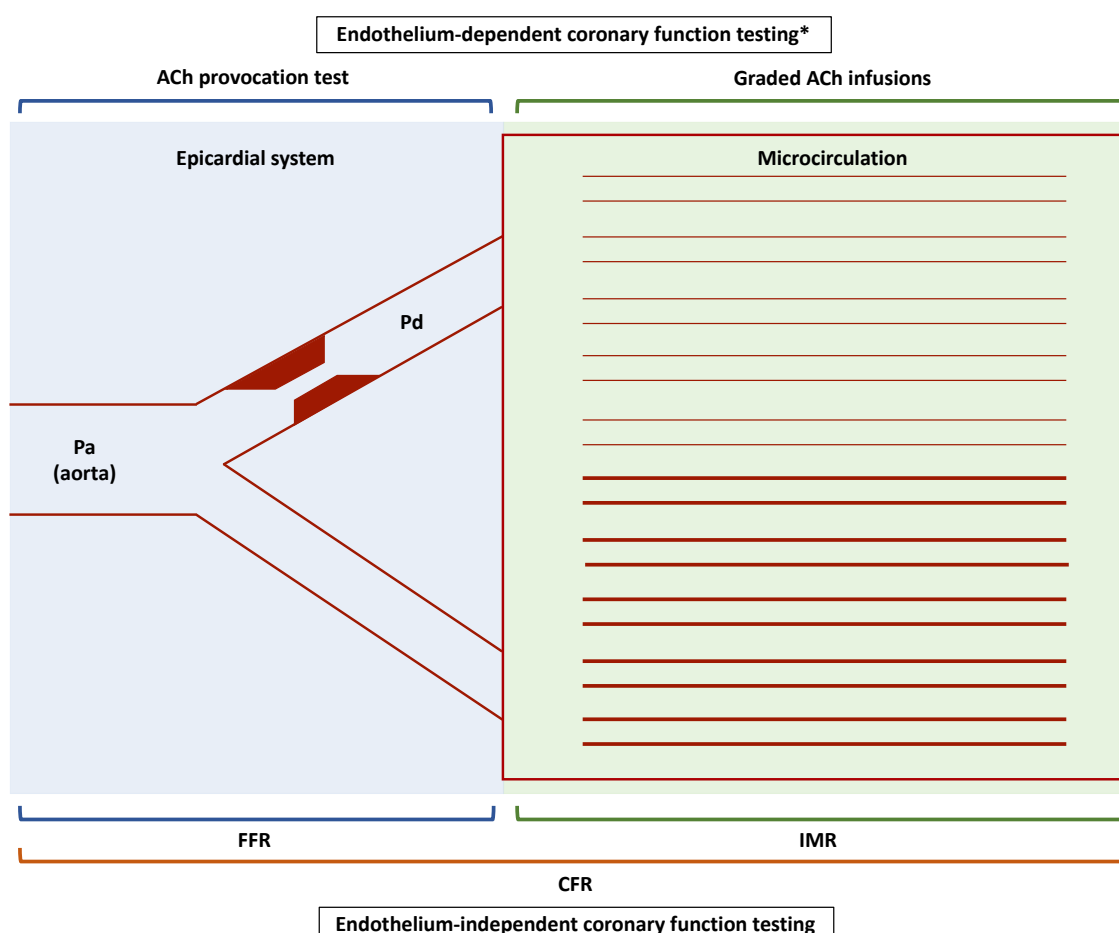 Endothelium-dependent coronary function testing*
ACh provocation test
Graded ACh infusions
Epicardial system
Microcirculation
Pd
Pa
(aorta)
FFR
IMR
CFR
Endothelium-independent coronary function testing